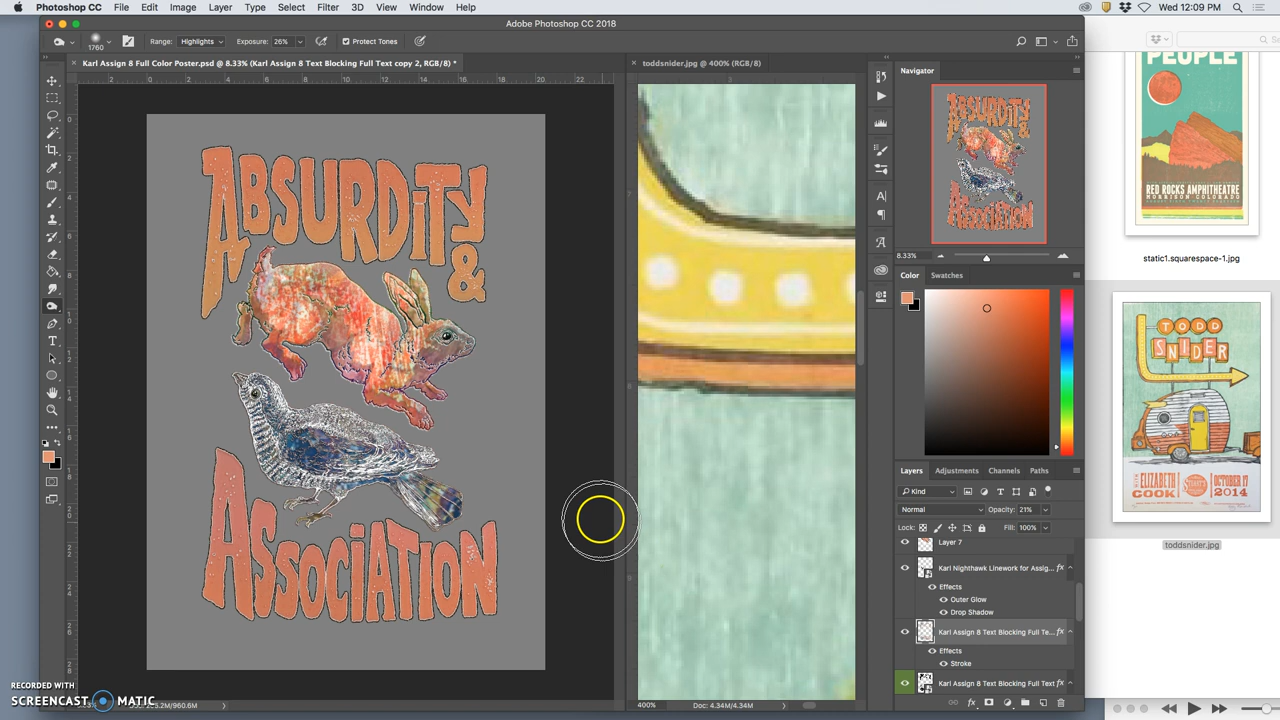 Photoshop CC File Edit Image Layer Type Select Filter 3D View Window Help Wed 12:09 PM
Adobe Photoshop CC 2018
1760 Range: Highlights Exposure: 26% Protect Tones
Karl Assign 8 Full Color Poster.psd @ 8.33% (Karl Assign 8 Text Blocking Full Text copy 2, RGB/8) *
toddsnider.jpg @ 400% (RGB/8)
Navigator
ABSURDITY
&
ASSOCIATION
8.33%
Color Swatches
Layers Adjustments Channels Paths
Kind
Normal Opacity: 21%
Lock: Fill: 100%
Layer 7
Karl Nighthawk Linework for Assig...
Effects
Outer Glow
Drop Shadow
Karl Assign 8 Text Blocking Full Te...
Effects
Stroke
Karl Assign 8 Text Blocking Full Text
400% Doc: 4.34M/4.34M
PEOPLE
RED ROCKS AMPHITHEATRE
MORRISON, COLORADO
static1.squarespace-1.jpg
TODD
SNIDER
ELIZABETH
COOK
OCTOBER 17
2014
toddsnider.jpg
RECORDED WITH
SCREENCAST MATIC